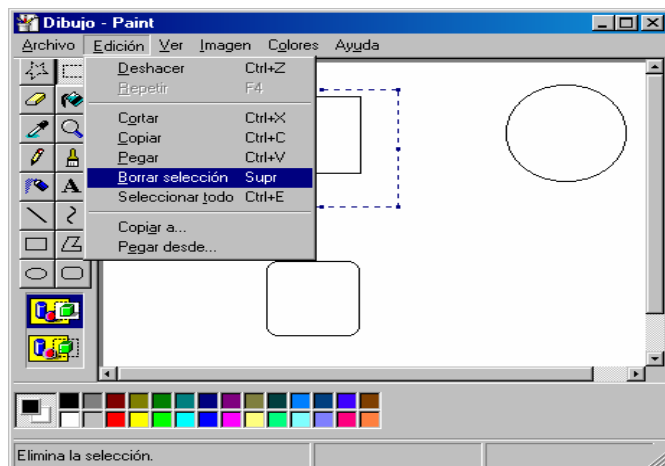 Dibujo - Paint
Archivo Edición Ver Imagen Colores Ayuda
Deshacer Ctrl+Z
Repetir F4
Cortar Ctrl+X
Copiar Ctrl+C
Pegar Ctrl+V
Borrar selección Supr
Seleccionar todo Ctrl+E
Copiar a...
Pegar desde...
A
Elimina la selección.